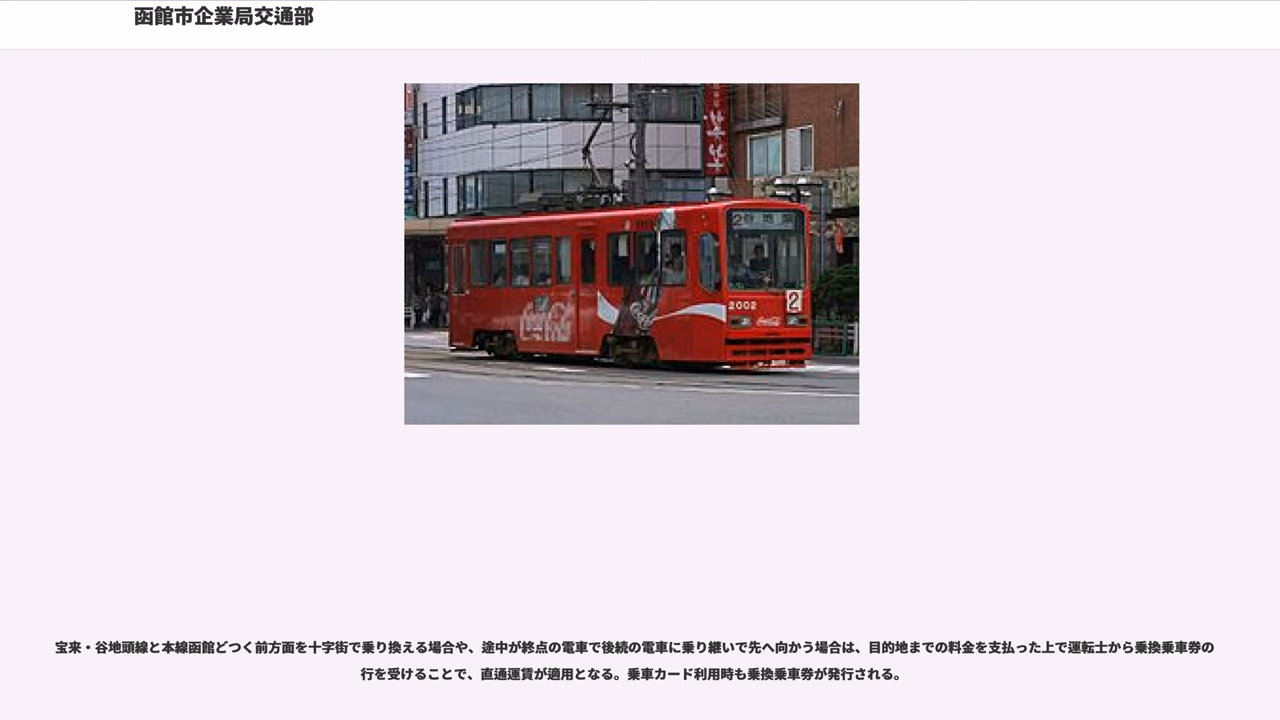 函館市企業局交通部
2
2002
2
Coca-Cola
宝来・谷地頭線と本線函館どつく前方面を十字街で乗り換える場合や、途中が終点の電車で後続の電車に乗り継いで先へ向かう場合は、目的地までの料金を支払った上で運転士から乗換乗車券の
行を受けることで、直通運賃が適用となる。乗車カード利用時も乗換乗車券が発行される。